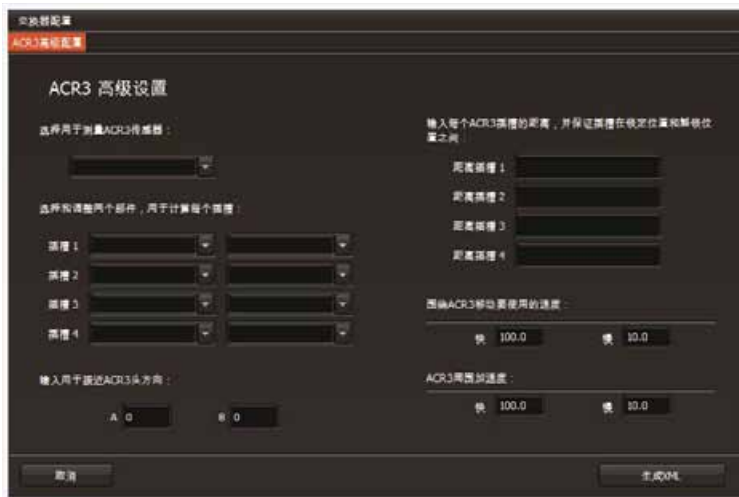 交换器配置
ACR3高级配置
ACR3 高级设置
选择用于测量ACR3传感器：
选择和调整两个部件，用于计算每个插槽：
插槽 1
插槽 2
插槽 3
插槽 4
输入用于接近ACR3头方向：
A 0 B 0
输入每个ACR3插槽的距离，并保证插槽在锁定位置和解锁位
置之间：
距离插槽 1
距离插槽 2
距离插槽 3
距离插槽 4
围绕ACR3移动要使用的速度：
快 100.0 慢 10.0
ACR3周围加速度：
快 100.0 慢 10.0
取消
生成XML